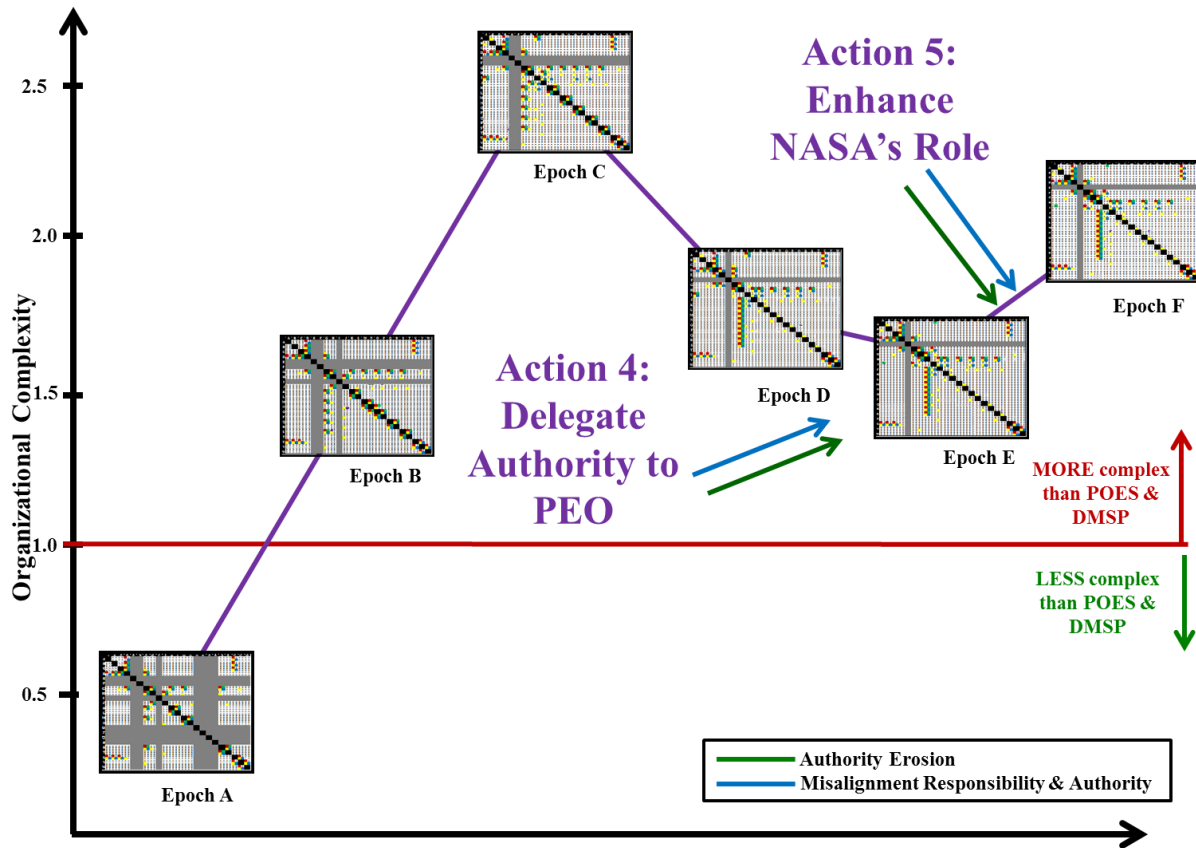 Organizational Complexity
2.5
2.0
1.5
1.0
0.5
Epoch A
Epoch B
Epoch C
Epoch D
Epoch E
Epoch F
Action 4:
Delegate
Authority to
PEO
Action 5:
Enhance
NASA's Role
MORE complex
than POES &
DMSP
LESS complex
than POES &
DMSP
Authority Erosion
Misalignment Responsibility & Authority